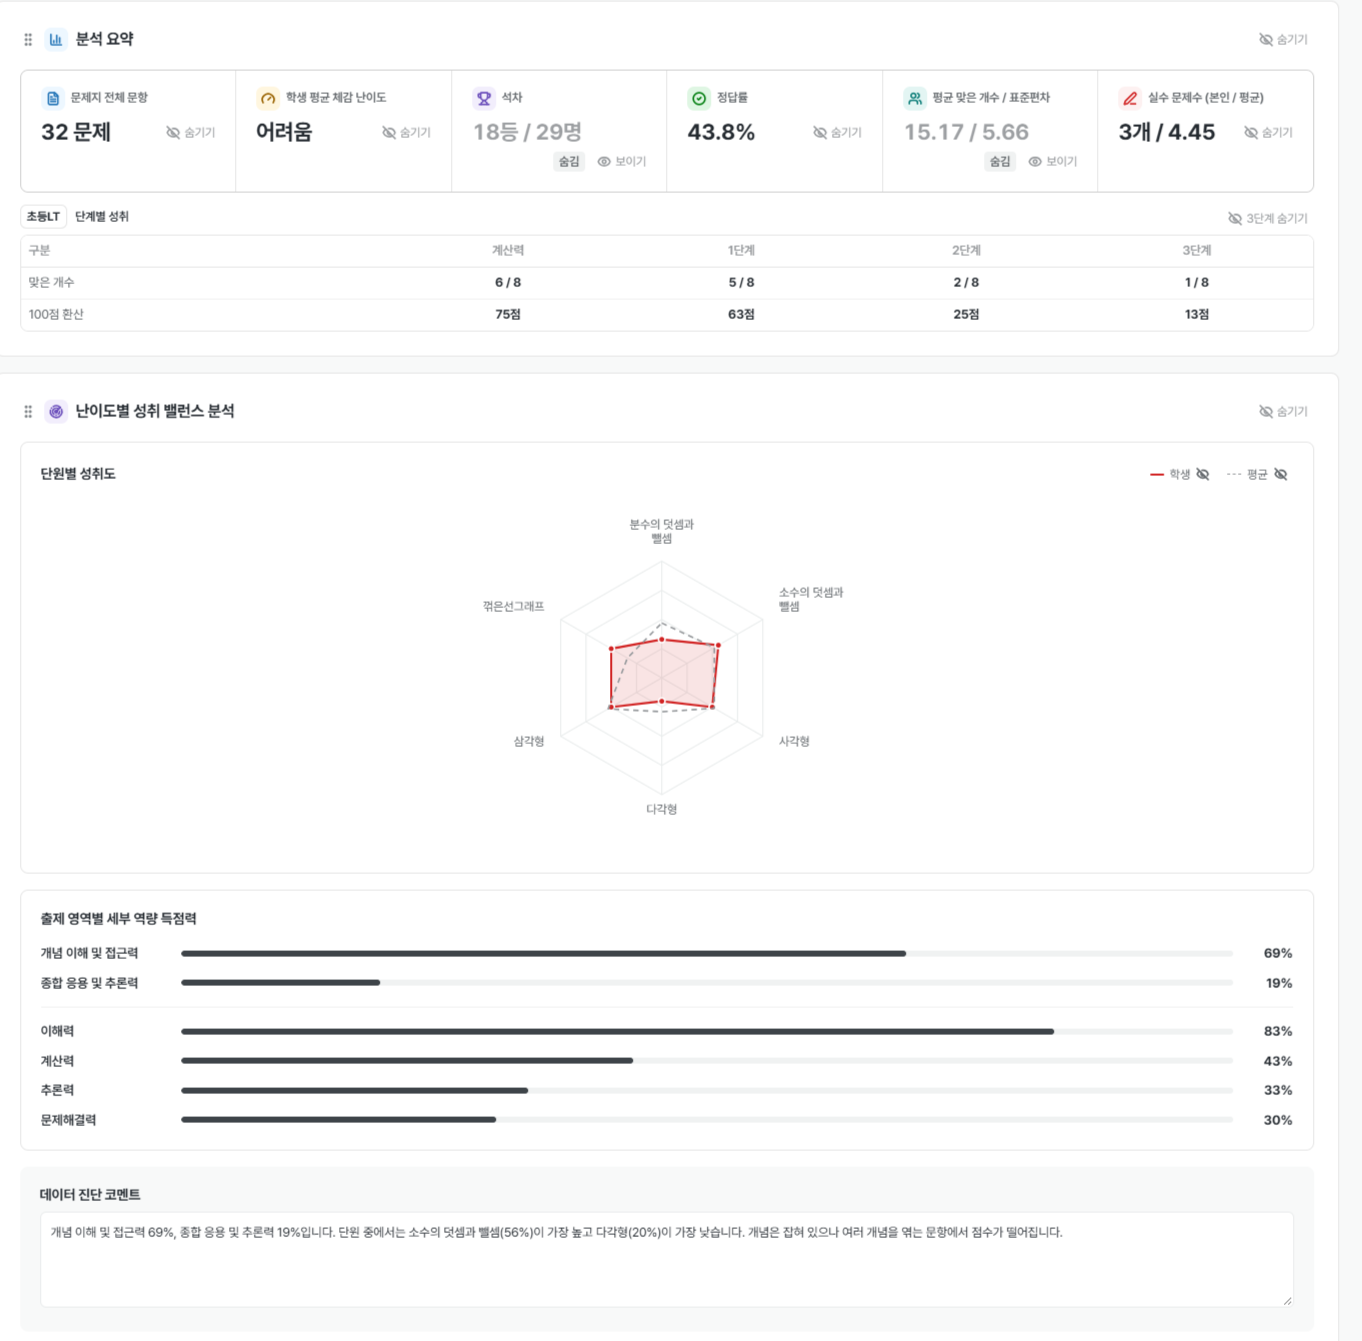 분석 요약
숨기기
문제지 전체 문항
32 문제
숨기기
학생 평균 체감 난이도
어려움
숨기기
석차
18등 / 29명
숨김 보이기
정답률
43.8%
숨기기
평균 맞은 개수 / 표준편차
15.17 / 5.66
숨김 보이기
실수 문제수 (본인 / 평균)
3개 / 4.45
숨기기
초등LT 단계별 성취
3단계 숨기기
구분 계산력 1단계 2단계 3단계
맞은 개수 6 / 8 5 / 8 2 / 8 1 / 8
100점 환산 75점 63점 25점 13점
난이도별 성취 밸런스 분석
숨기기
단원별 성취도
학생 평균
분수의 덧셈과
뺄셈
소수의 덧셈과
뺄셈
꺾은선그래프
삼각형
사각형
다각형
출제 영역별 세부 역량 득점력
개념 이해 및 접근력 69%
종합 응용 및 추론력 19%
이해력 83%
계산력 43%
추론력 33%
문제해결력 30%
데이터 진단 코멘트
개념 이해 및 접근력 69%, 종합 응용 및 추론력 19%입니다. 단원 중에서는 소수의 덧셈과 뺄셈(56%)이 가장 높고 다각형(20%)이 가장 낮습니다. 개념은 잡혀 있으나 여러 개념을 엮는 문항에서 점수가 떨어집니다.